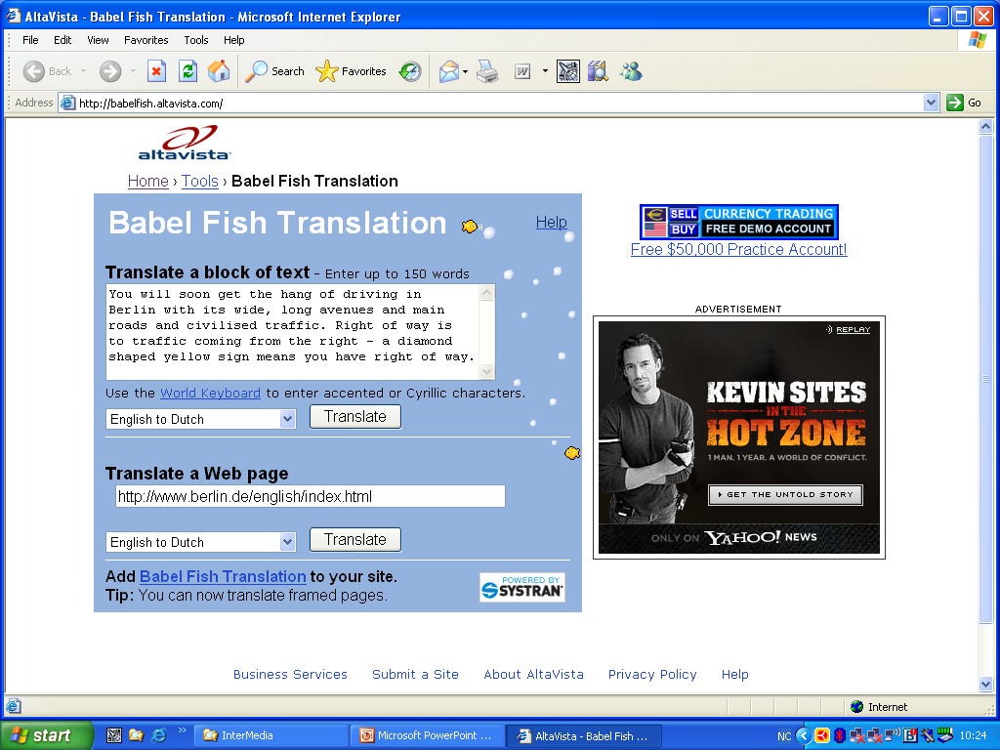 AltaVista - Babel Fish Translation - Microsoft Internet Explorer
File Edit View Favorites Tools Help
Back Search Favorites
Address http://babelfish.altavista.com/ Go
altavista
Home › Tools › Babel Fish Translation
Babel Fish Translation Help
Translate a block of text - Enter up to 150 words
You will soon get the hang of driving in
Berlin with its wide, long avenues and main
roads and civilised traffic. Right of way is
to traffic coming from the right - a diamond
shaped yellow sign means you have right of way.
Use the World Keyboard to enter accented or Cyrillic characters.
English to Dutch Translate
Translate a Web page
http://www.berlin.de/english/index.html
English to Dutch Translate
Add Babel Fish Translation to your site.
Tip: You can now translate framed pages.
POWERED BY
SYSTRAN
SELL CURRENCY TRADING
BUY FREE DEMO ACCOUNT
Free $50,000 Practice Account!
ADVERTISEMENT
REPLAY
KEVIN SITES
IN THE
HOT ZONE
1 MAN. 1 YEAR. A WORLD OF CONFLICT.
GET THE UNTOLD STORY
ONLY ON YAHOO! NEWS
Business Services Submit a Site About AltaVista Privacy Policy Help
Internet
start InterMedia Microsoft PowerPoint ... AltaVista - Babel Fish ... NO 10:24